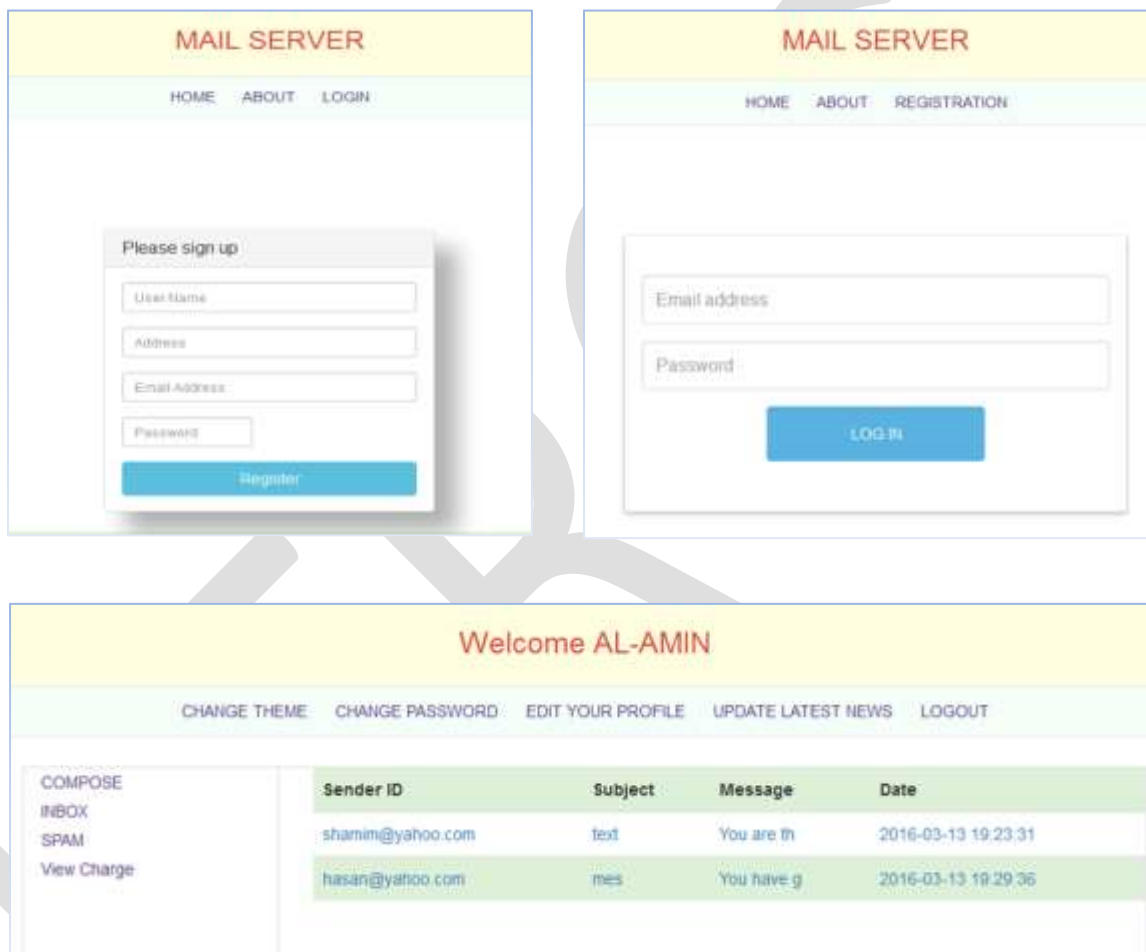 MAIL SERVER
HOME ABOUT LOGIN
Please sign up
User Name
Address
Email Address
Password
Register
MAIL SERVER
HOME ABOUT REGISTRATION
Email address
Password
LOG IN
Welcome AL-AMIN
CHANGE THEME CHANGE PASSWORD EDIT YOUR PROFILE UPDATE LATEST NEWS LOGOUT
COMPOSE
INBOX
SPAM
View Charge
Sender ID Subject Message Date
shamim@yahoo.com text You are th 2016-03-13 19:23:31
hasan@yahoo.com mes You have g 2016-03-13 19:29:36